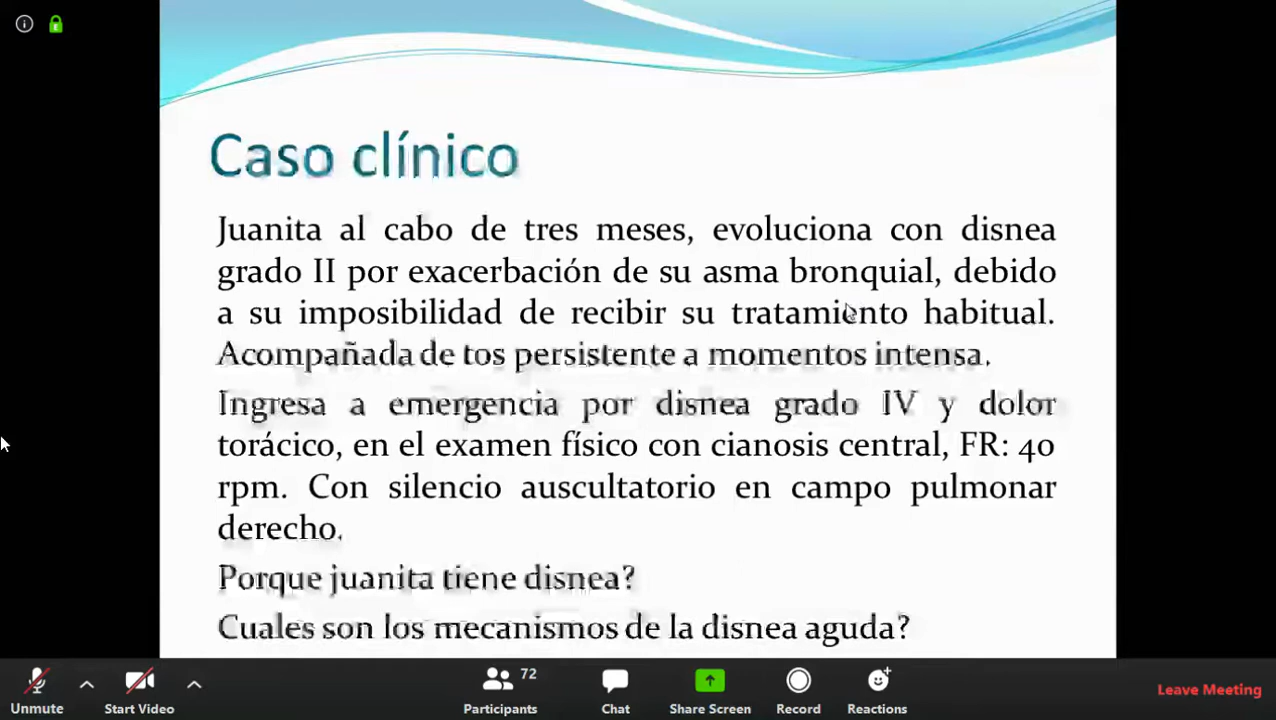 Caso clínico
Juanita al cabo de tres meses, evoluciona con disnea
grado II por exacerbación de su asma bronquial, debido
a su imposibilidad de recibir su tratamiento habitual.
Acompañada de tos persistente a momentos intensa.
Ingresa a emergencia por disnea grado IV y dolor
torácico, en el examen físico con cianosis central, FR: 40
rpm. Con silencio auscultatorio en campo pulmonar
derecho.
Porque juanita tiene disnea?
Cuales son los mecanismos de la disnea aguda?
72
Unmute
Start Video
Participants
Chat
Share Screen
Record
Reactions
Leave Meeting